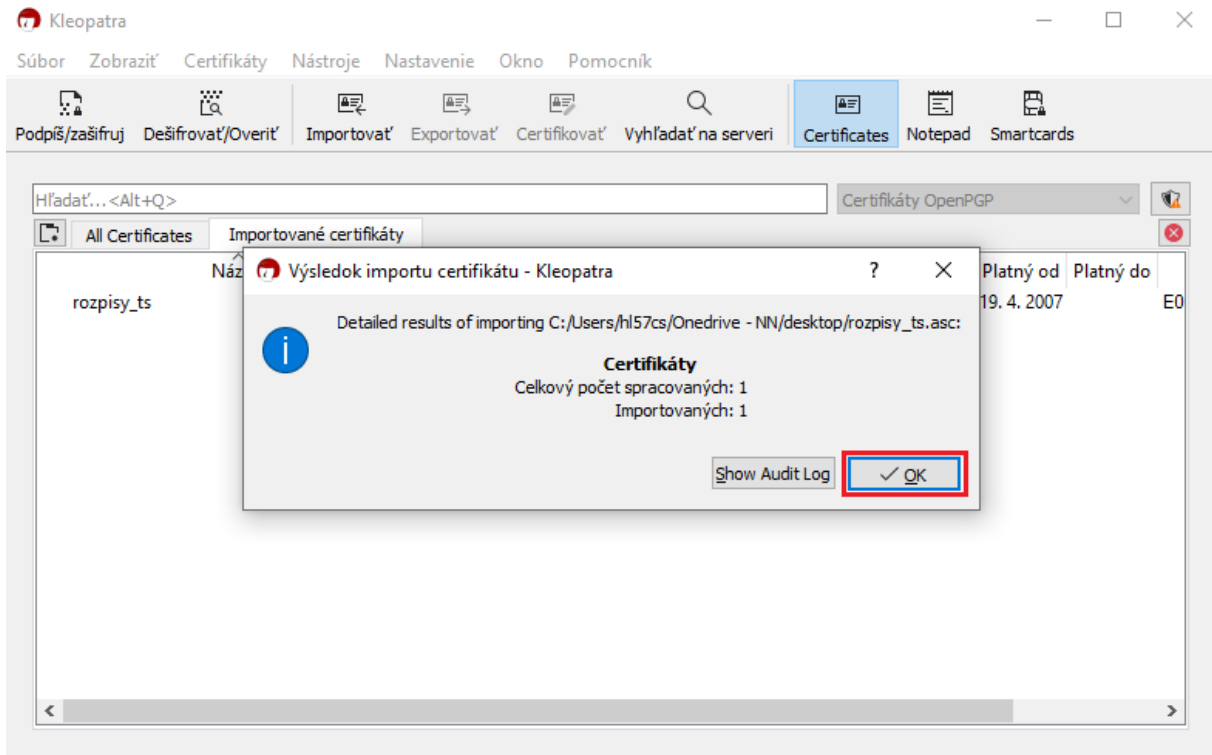 Kleopatra
Súbor Zobraziť Certifikáty Nástroje Nastavenie Okno Pomocník
Podpíš/zašifruj Dešifrovať/Overiť Importovať Exportovať Certifikovať Vyhľadať na serveri Certificates Notepad Smartcards
Hľadať...<Alt+Q> Certifikáty OpenPGP
All Certificates Importované certifikáty
Náz Platný od Platný do
rozpisy_ts 19. 4. 2007 E0
Výsledok importu certifikátu - Kleopatra ?
Detailed results of importing C:/Users/hl57cs/Onedrive - NN/desktop/rozpisy_ts.asc:
Certifikáty
Celkový počet spracovaných: 1
Importovaných: 1
Show Audit Log OK